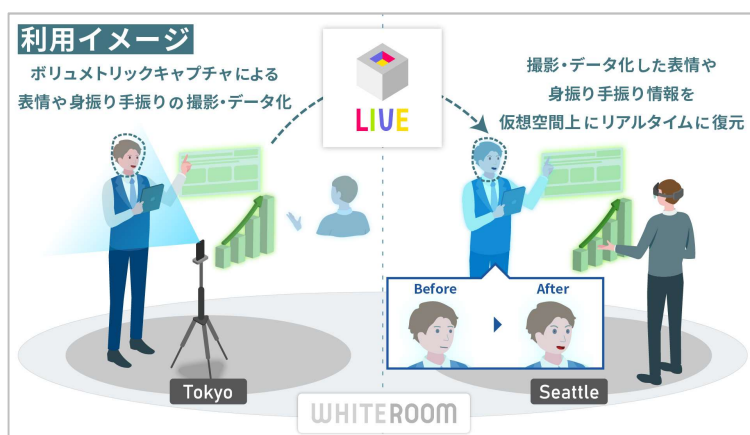 利用イメージ
ボリュメトリックキャプチャによる
表情や身振り手振りの撮影・データ化
LIVE
撮影・データ化した表情や
身振り手振り情報を
仮想空間上にリアルタイムに復元
Before
After
Tokyo
Seattle
WHITEROOM